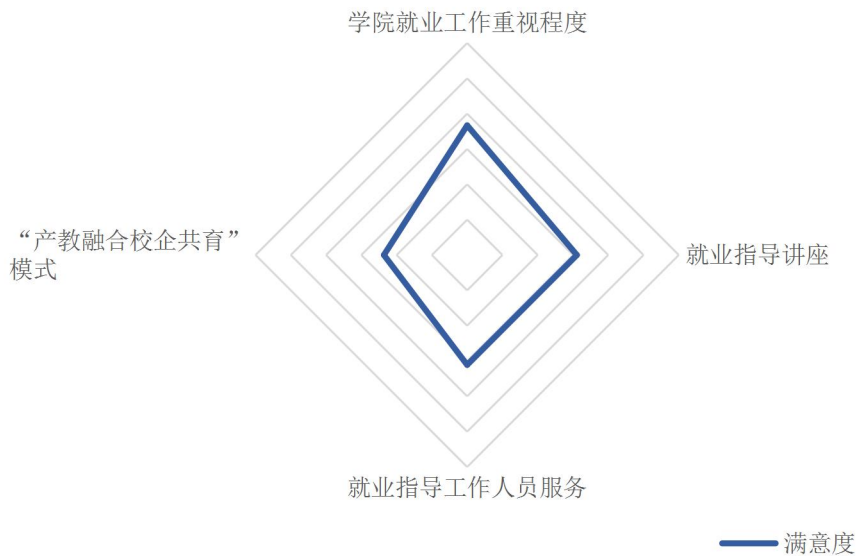 学院就业工作重视程度
“产教融合校企共育”
模式
就业指导讲座
就业指导工作人员服务
满意度